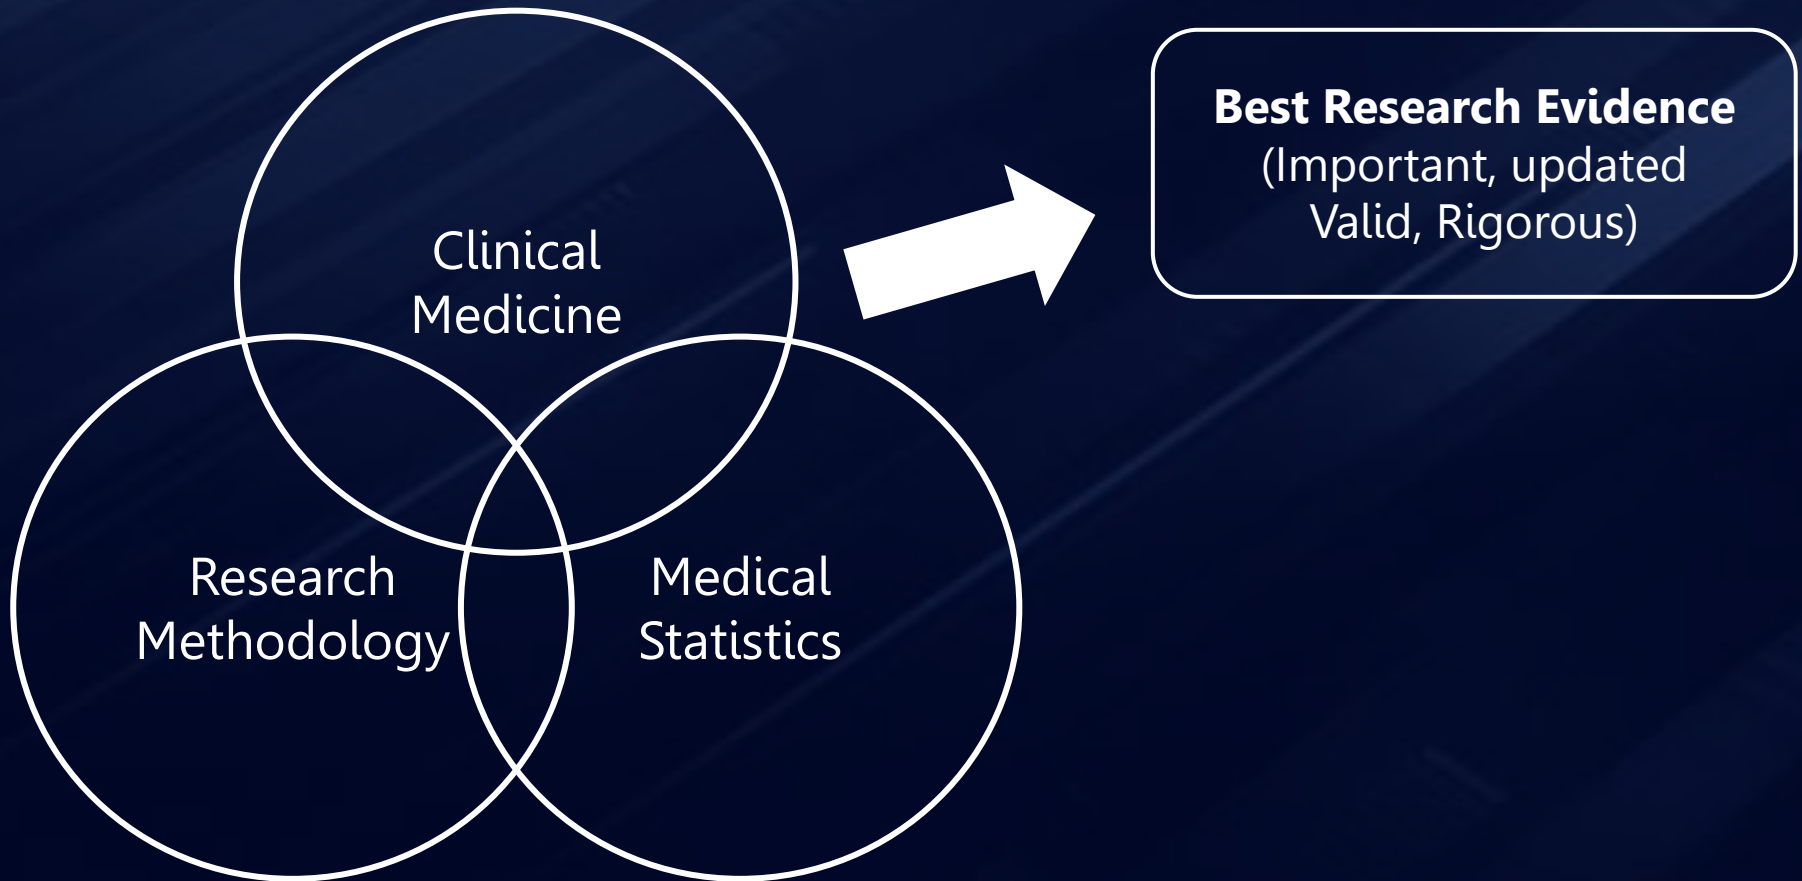 Clinical
Medicine
Research
Methodology
Medical
Statistics
Best Research Evidence
(Important, updated
Valid, Rigorous)